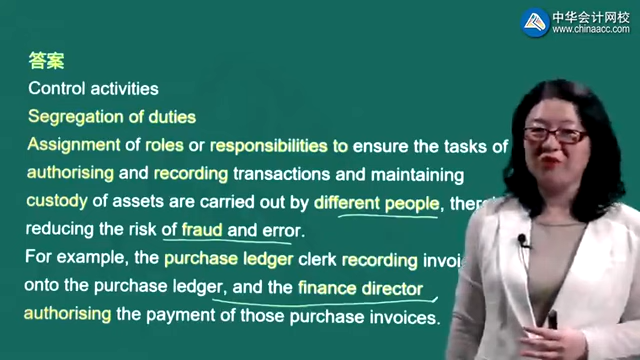 中华会计网校
www.chinaacc.com
答案
Control activities
Segregation of duties
Assignment of roles or responsibilities to ensure the tasks of
authorising and recording transactions and maintaining
custody of assets are carried out by different people,
reducing the risk of fraud and error.
For example, the purchase ledger clerk recording
onto the purchase ledger, and the finance director
authorising the payment of those purchase invoices.